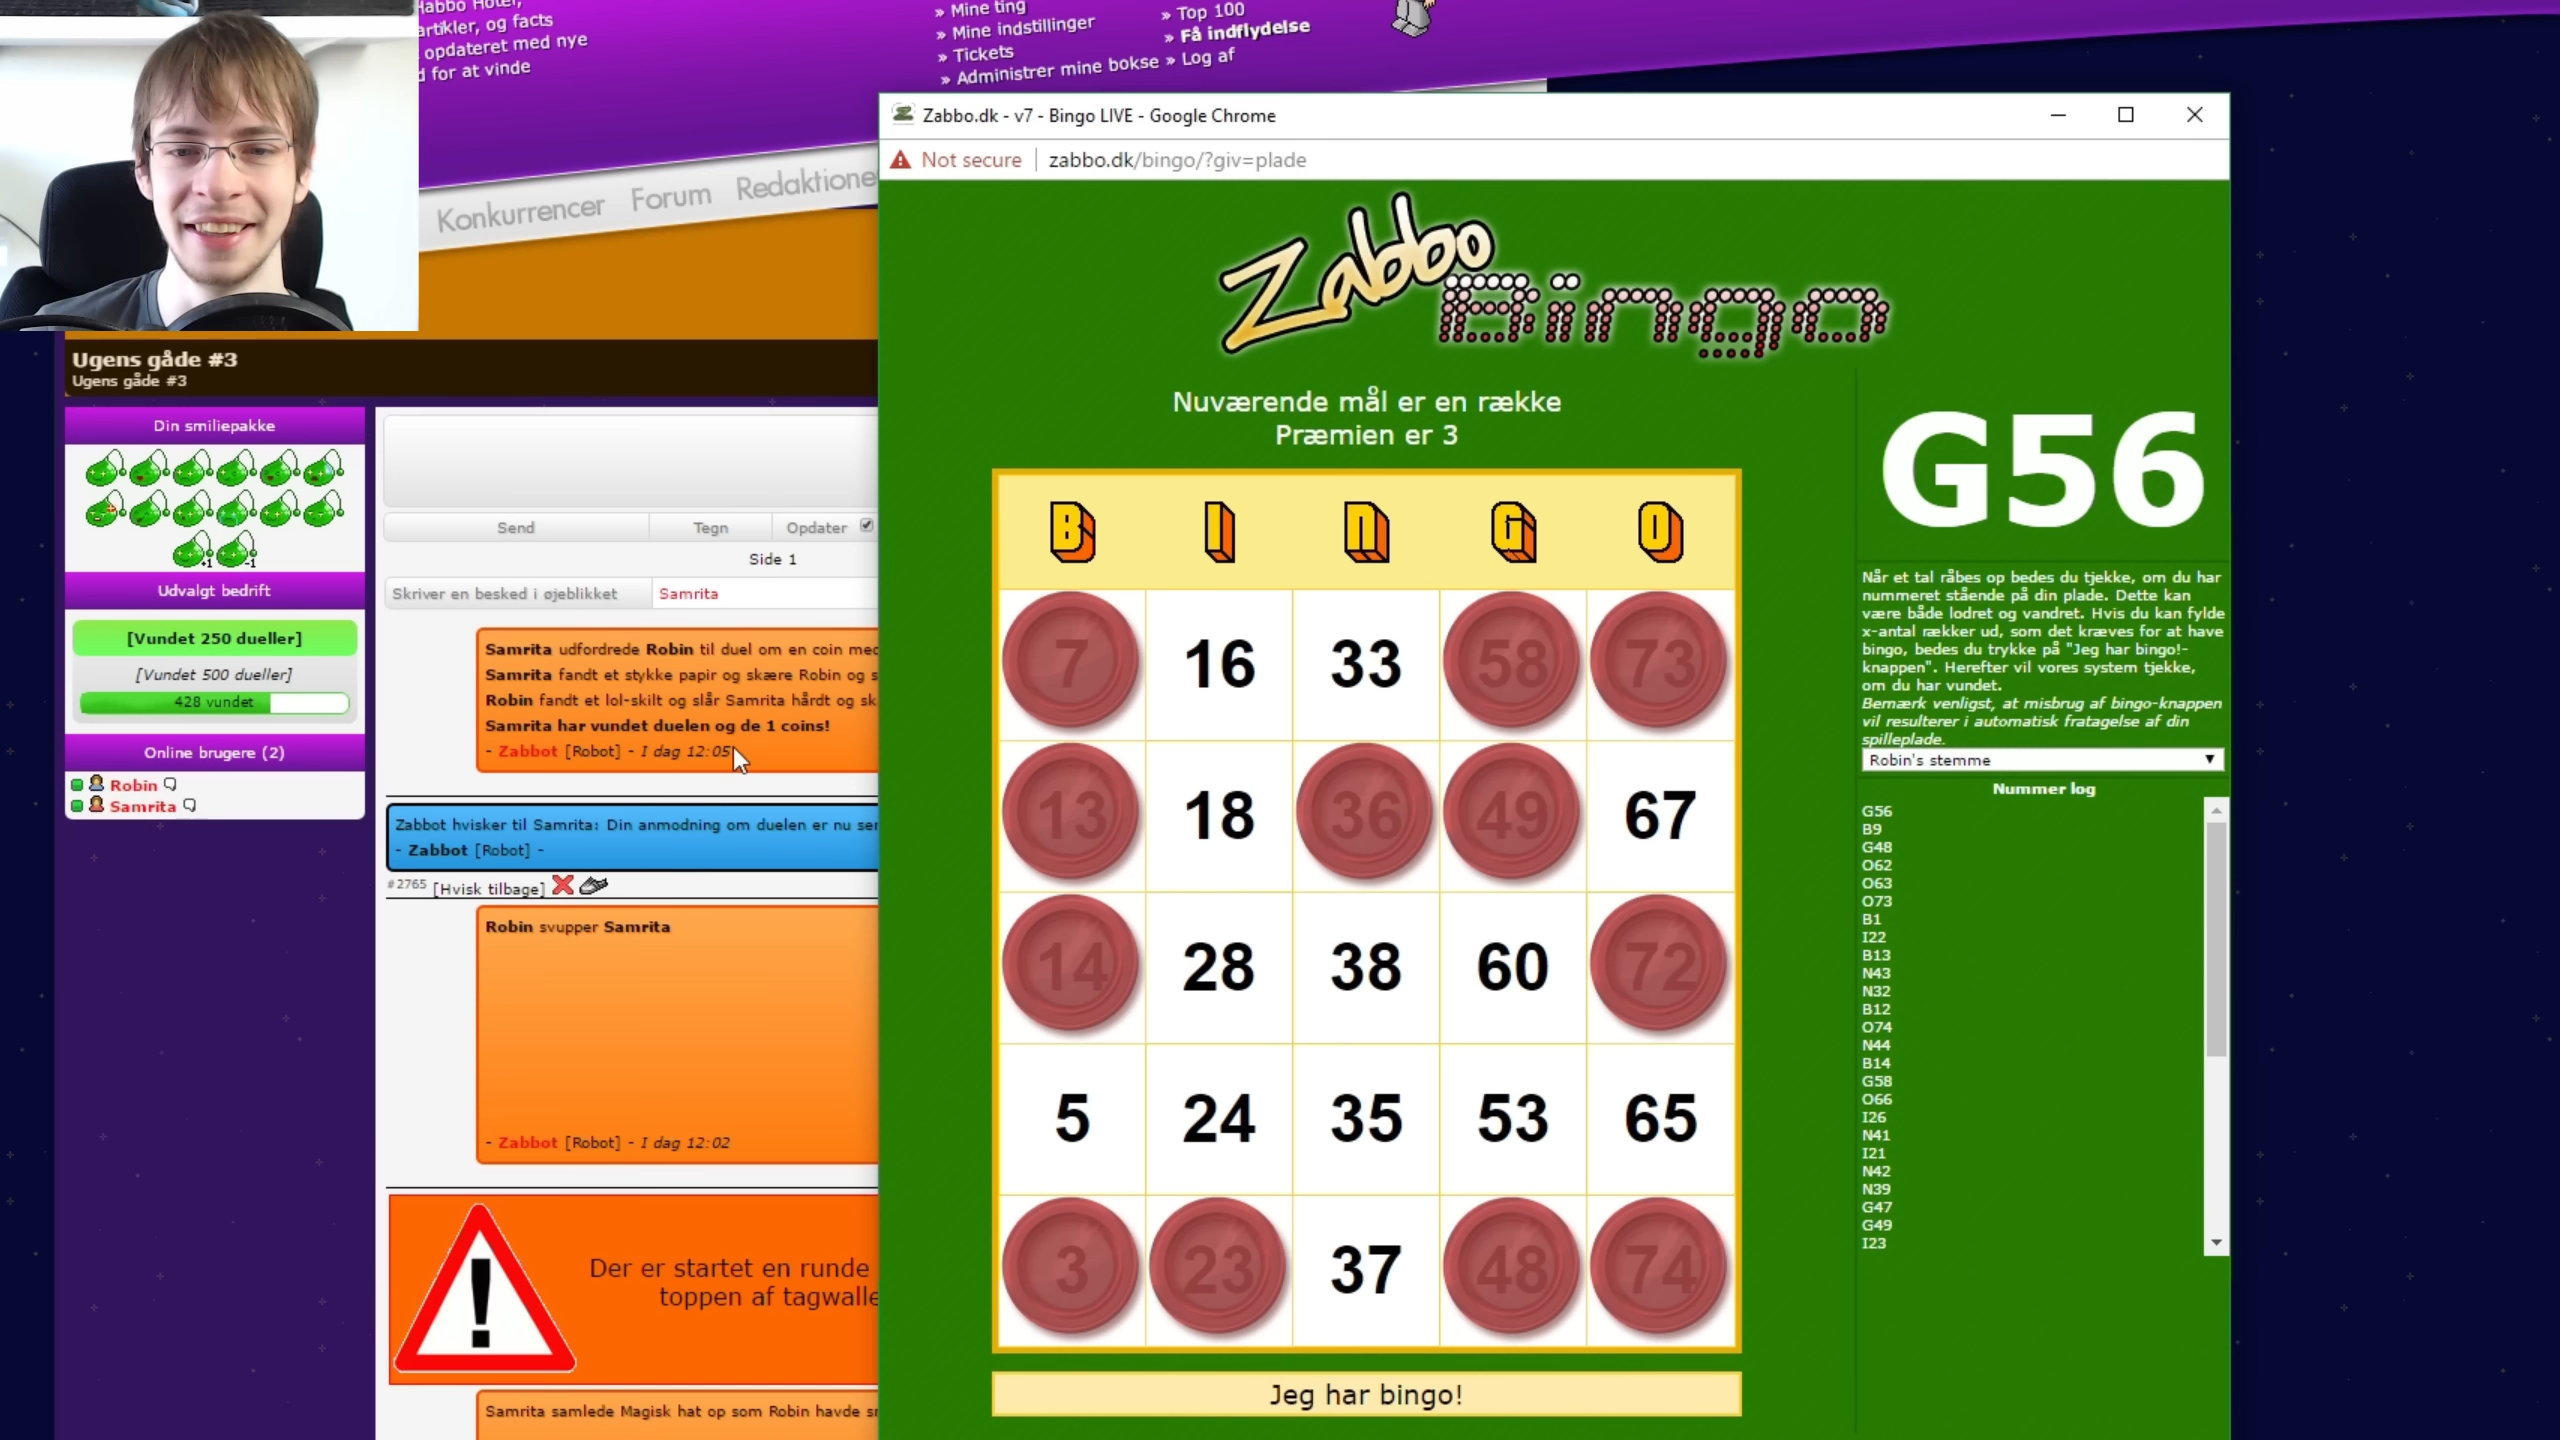 Habbo Hotel,
artikler, og facts
opdateret med nye
d for at vinde
» Mine ting
» Mine indstillinger
» Tickets
» Administrer mine bokse
» Top 100
» Få indflydelse
» Log af
Konkurrencer Forum Redaktione
Ugens gåde #3
Ugens gåde #3
Din smiliepakke
+1 -1
Udvalgt bedrift
[Vundet 250 dueller]
[Vundet 500 dueller]
428 vundet
Online brugere (2)
Robin
Samrita
Send Tegn Opdater
Side 1
Skriver en besked i øjeblikket Samrita
Samrita udfordrede Robin til duel om en coin med
Samrita fandt et stykke papir og skære Robin og s
Robin fandt et lol-skilt og slår Samrita hårdt og sk
Samrita har vundet duelen og de 1 coins!
- Zabbot [Robot] - I dag 12:05
Zabbot hvisker til Samrita: Din anmodning om duelen er nu sen
- Zabbot [Robot] -
#2765 [Hvisk tilbage]
Robin svupper Samrita
- Zabbot [Robot] - I dag 12:02
Der er startet en runde
toppen af tagwalle
Samrita samlede Magisk hat op som Robin havde sm
Zabbo.dk - v7 - Bingo LIVE - Google Chrome
Not secure zabbo.dk/bingo/?giv=plade
Zabbo Bingo
Nuværende mål er en række
Præmien er 3
B I N G O
7 16 33 58 73
13 18 36 49 67
14 28 38 60 72
5 24 35 53 65
3 23 37 48 74
Jeg har bingo!
G56
Når et tal råbes op bedes du tjekke, om du har
nummeret stående på din plade. Dette kan
være både lodret og vandret. Hvis du kan fylde
x-antal rækker ud, som det kræves for at have
bingo, bedes du trykke på "Jeg har bingo!-
knappen". Herefter vil vores system tjekke,
om du har vundet.
Bemærk venligst, at misbrug af bingo-knappen
vil resulterer i automatisk fratagelse af din
spilleplade.
Robin's stemme
Nummer log
G56
B9
G48
O62
O63
O73
B1
I22
B13
N43
N32
B12
O74
N44
B14
G58
O66
I26
N41
I21
N42
N39
G47
G49
I23